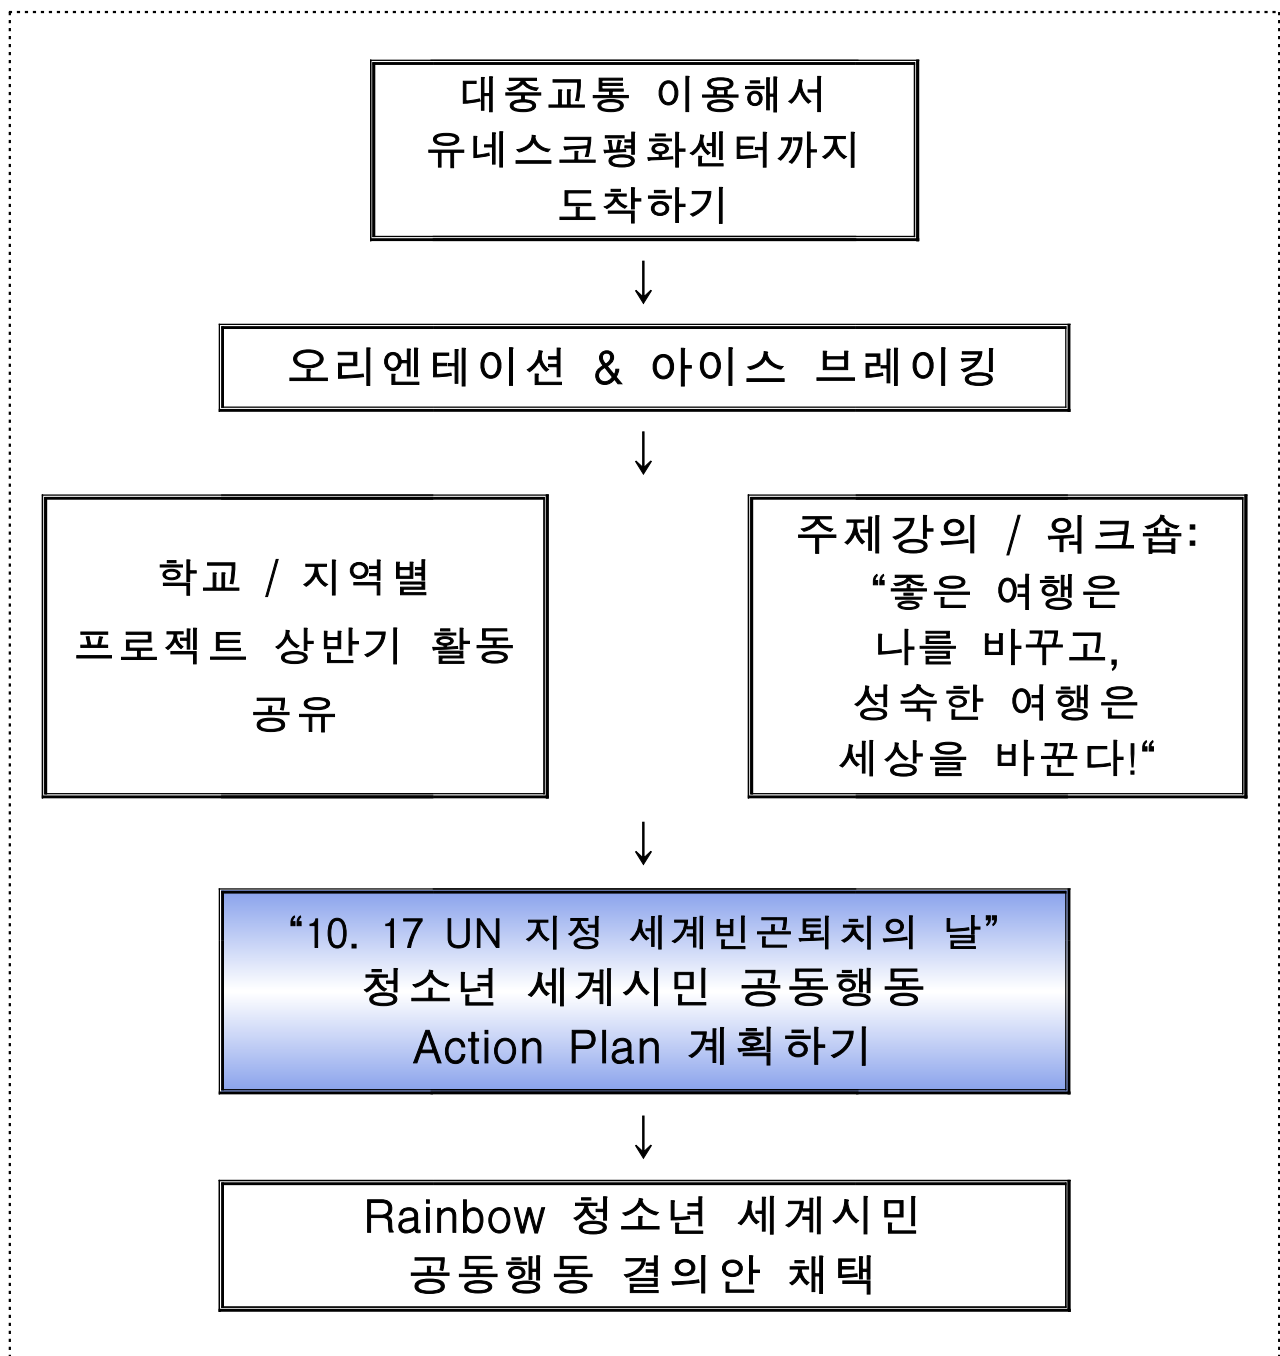 대중교통 이용해서
유네스코평화센터까지
도착하기
↓
오리엔테이션 & 아이스 브레이킹
↓
학교 / 지역별
프로젝트 상반기 활동
공유
주제강의 / 워크숍:
“좋은 여행은
나를 바꾸고,
성숙한 여행은
세상을 바꾼다!“
↓
“10. 17 UN 지정 세계빈곤퇴치의 날”
청소년 세계시민 공동행동
Action Plan 계획하기
↓
Rainbow 청소년 세계시민
공동행동 결의안 채택